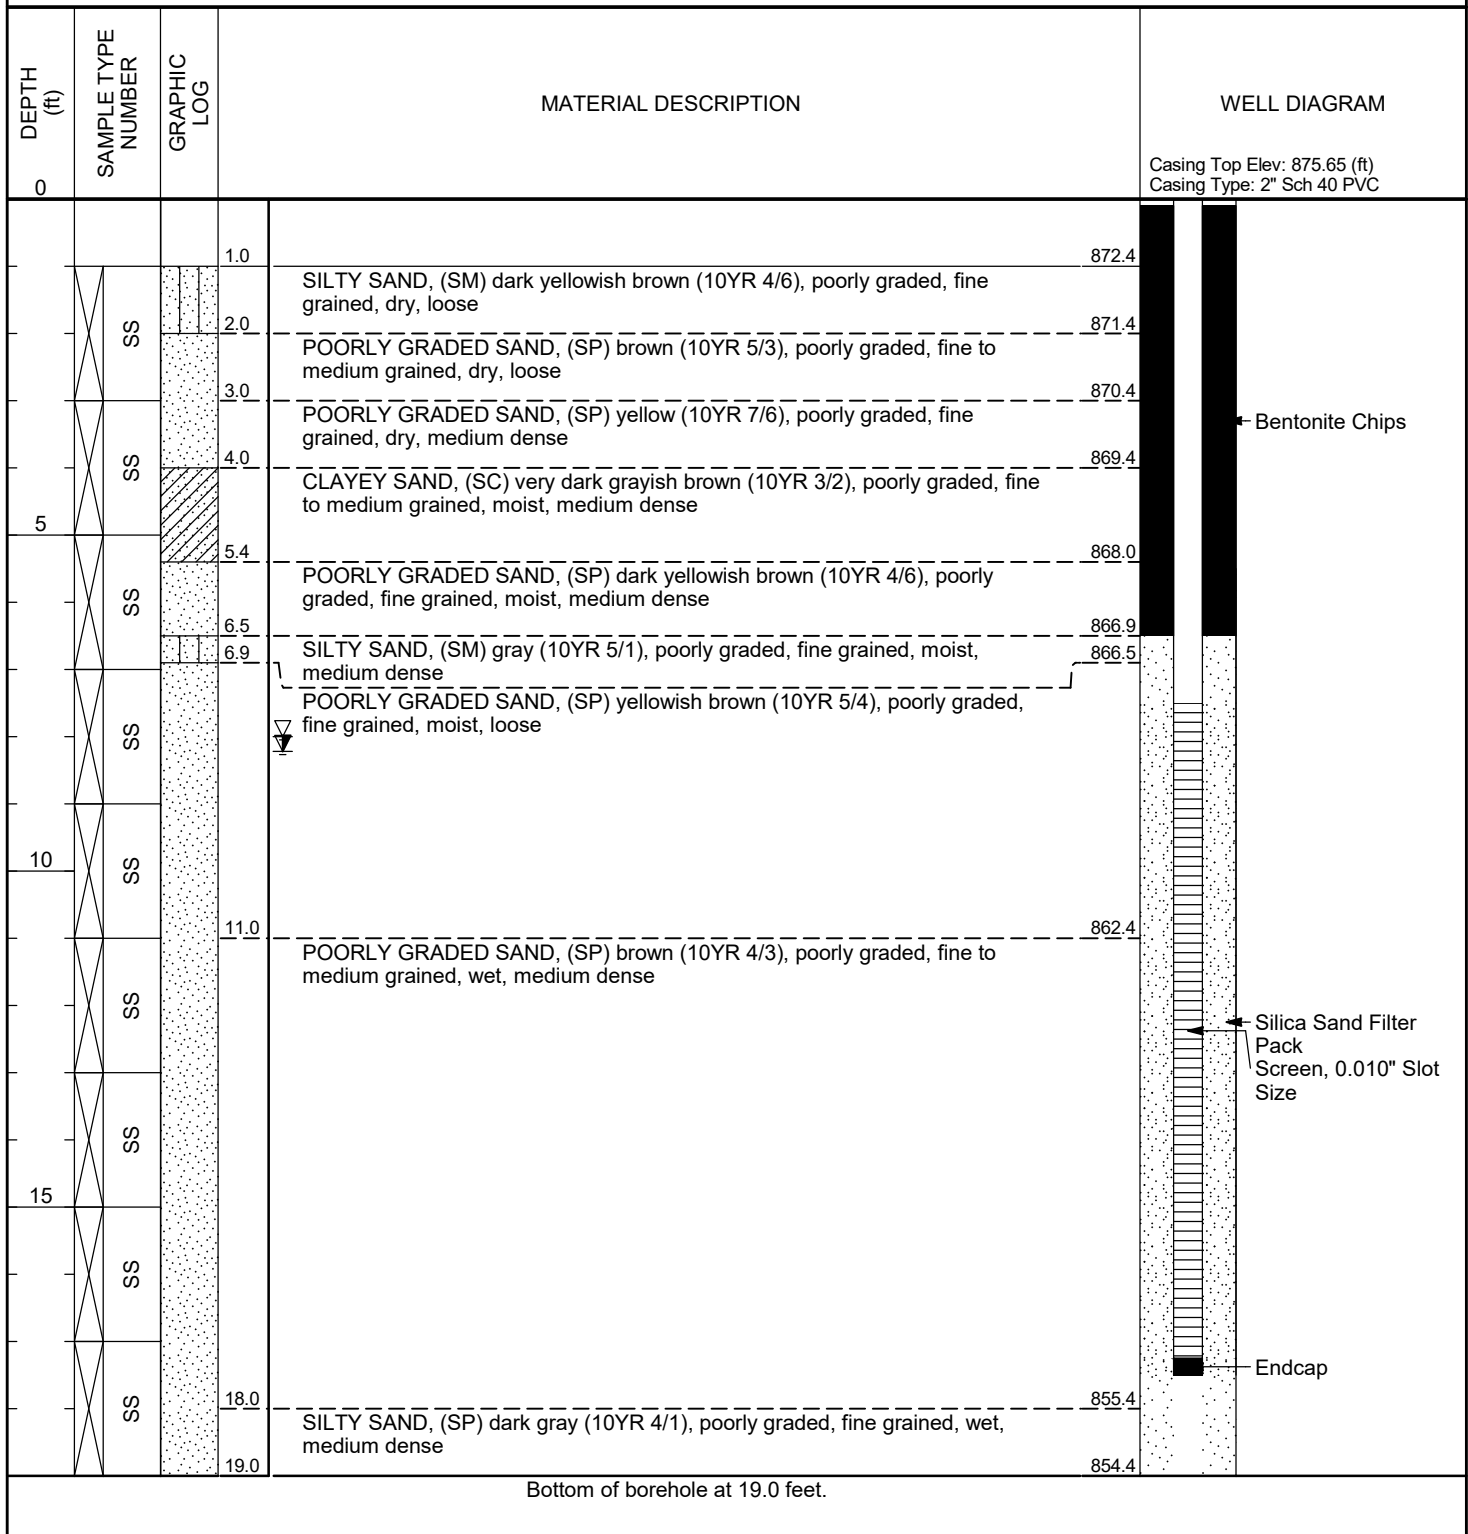 DEPTH
(ft)
SAMPLE TYPE
NUMBER
GRAPHIC
LOG
MATERIAL DESCRIPTION
WELL DIAGRAM
Casing Top Elev: 875.65 (ft)
Casing Type: 2" Sch 40 PVC
0
1.0
872.4
SILTY SAND, (SM) dark yellowish brown (10YR 4/6), poorly graded, fine
grained, dry, loose
SS
2.0
871.4
POORLY GRADED SAND, (SP) brown (10YR 5/3), poorly graded, fine to
medium grained, dry, loose
3.0
870.4
POORLY GRADED SAND, (SP) yellow (10YR 7/6), poorly graded, fine
grained, dry, medium dense
Bentonite Chips
SS
4.0
869.4
CLAYEY SAND, (SC) very dark grayish brown (10YR 3/2), poorly graded, fine
to medium grained, moist, medium dense
5
5.4
868.0
POORLY GRADED SAND, (SP) dark yellowish brown (10YR 4/6), poorly
graded, fine grained, moist, medium dense
SS
6.5
866.9
SILTY SAND, (SM) gray (10YR 5/1), poorly graded, fine grained, moist,
medium dense
6.9
866.5
POORLY GRADED SAND, (SP) yellowish brown (10YR 5/4), poorly graded,
fine grained, moist, loose
SS
10
SS
11.0
862.4
POORLY GRADED SAND, (SP) brown (10YR 4/3), poorly graded, fine to
medium grained, wet, medium dense
SS
Silica Sand Filter
Pack
Screen, 0.010" Slot
Size
SS
15
SS
Endcap
SS
18.0
855.4
SILTY SAND, (SP) dark gray (10YR 4/1), poorly graded, fine grained, wet,
medium dense
19.0
854.4
Bottom of borehole at 19.0 feet.